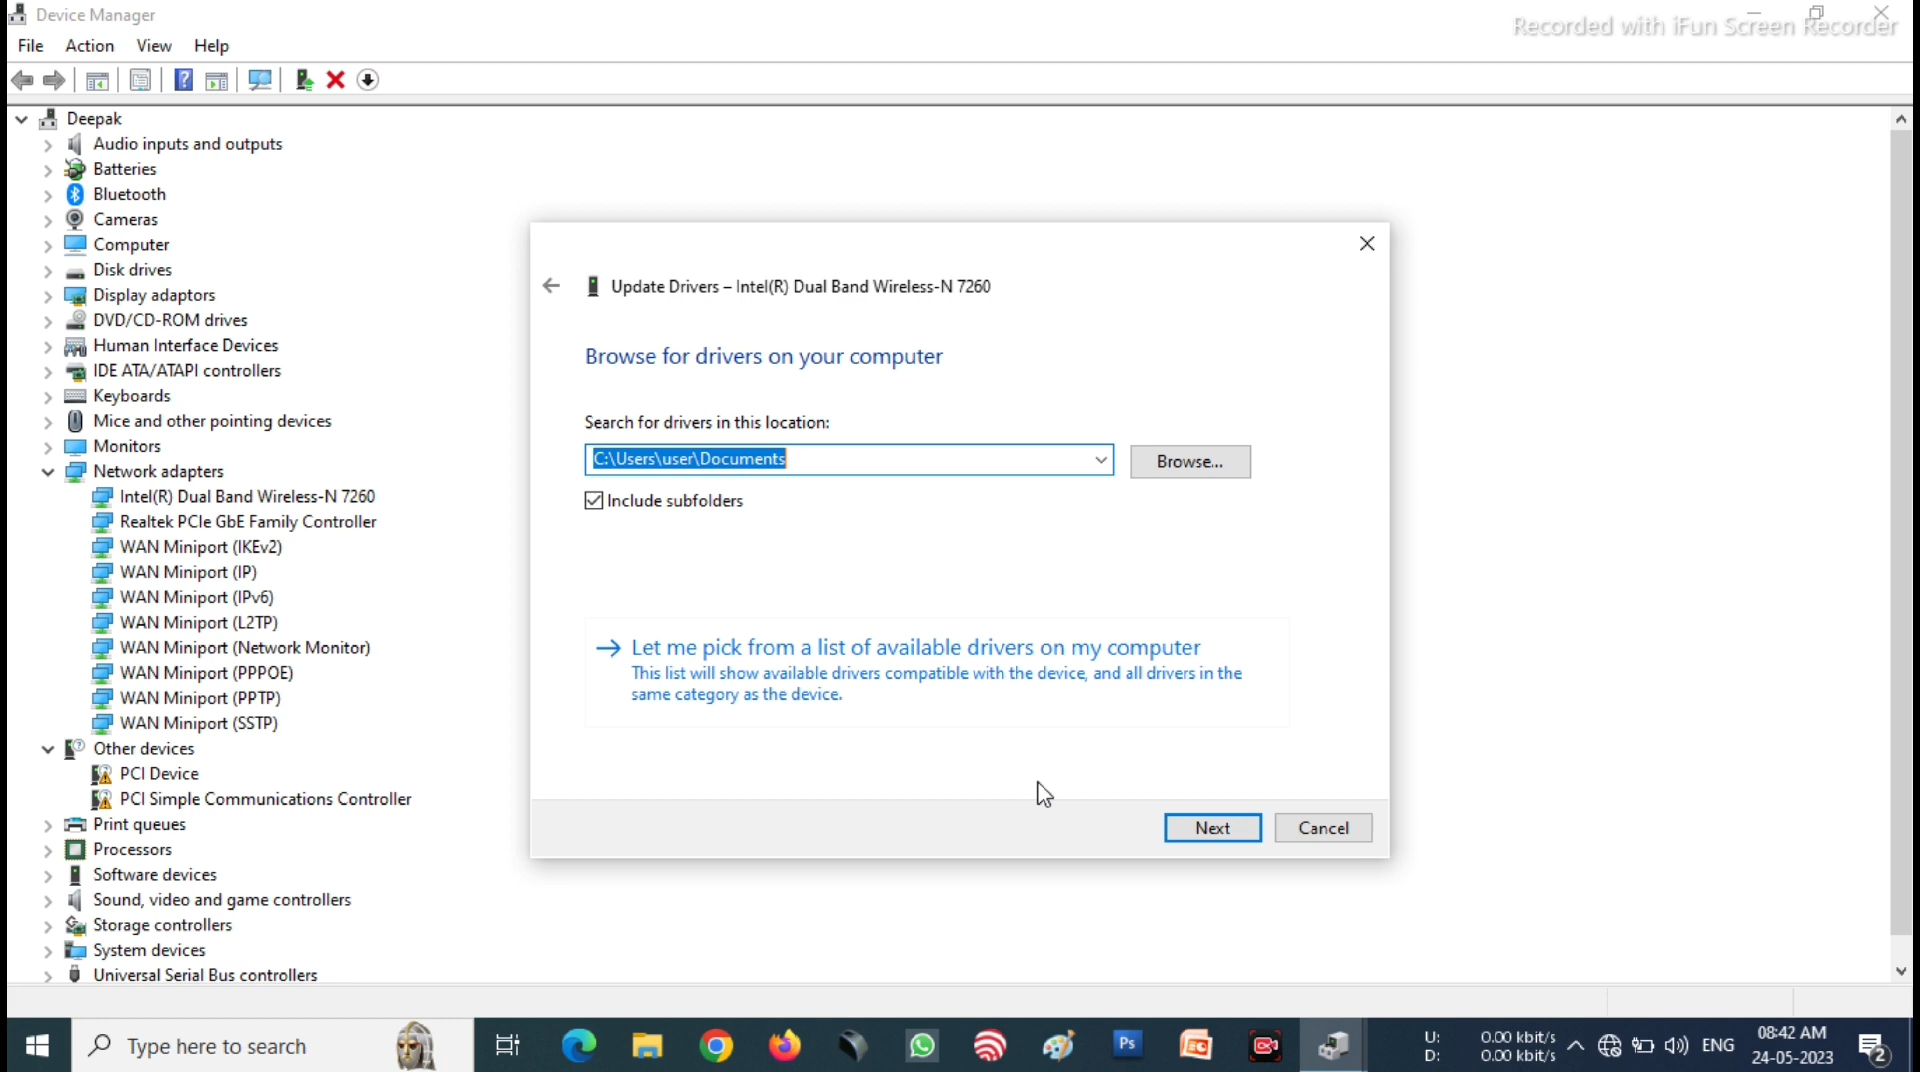 Device Manager
Recorded with iFun Screen Recorder
File Action View Help
Deepak
Audio inputs and outputs
Batteries
Bluetooth
Cameras
Computer
Disk drives
Display adaptors
DVD/CD-ROM drives
Human Interface Devices
IDE ATA/ATAPI controllers
Keyboards
Mice and other pointing devices
Monitors
Network adapters
Intel(R) Dual Band Wireless-N 7260
Realtek PCIe GbE Family Controller
WAN Miniport (IKEv2)
WAN Miniport (IP)
WAN Miniport (IPv6)
WAN Miniport (L2TP)
WAN Miniport (Network Monitor)
WAN Miniport (PPPOE)
WAN Miniport (PPTP)
WAN Miniport (SSTP)
Other devices
PCI Device
PCI Simple Communications Controller
Print queues
Processors
Software devices
Sound, video and game controllers
Storage controllers
System devices
Universal Serial Bus controllers
Update Drivers – Intel(R) Dual Band Wireless-N 7260
Browse for drivers on your computer
Search for drivers in this location:
C:\Users\user\Documents
Browse...
Include subfolders
Let me pick from a list of available drivers on my computer
This list will show available drivers compatible with the device, and all drivers in the
same category as the device.
Next Cancel
Type here to search
Ps
U: 0.00 kbit/s
D: 0.00 kbit/s
ENG
08:42 AM
24-05-2023
2